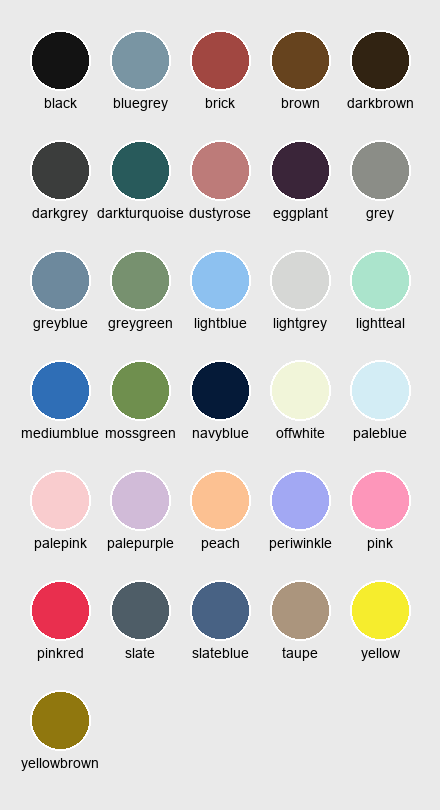 black bluegrey brick brown darkbrown
darkgrey darkturquoise dustyrose eggplant grey
greyblue greygreen lightblue lightgrey lightteal
mediumblue mossgreen navyblue offwhite paleblue
palepink palepurple peach periwinkle pink
pinkred slate slateblue taupe yellow
yellowbrown